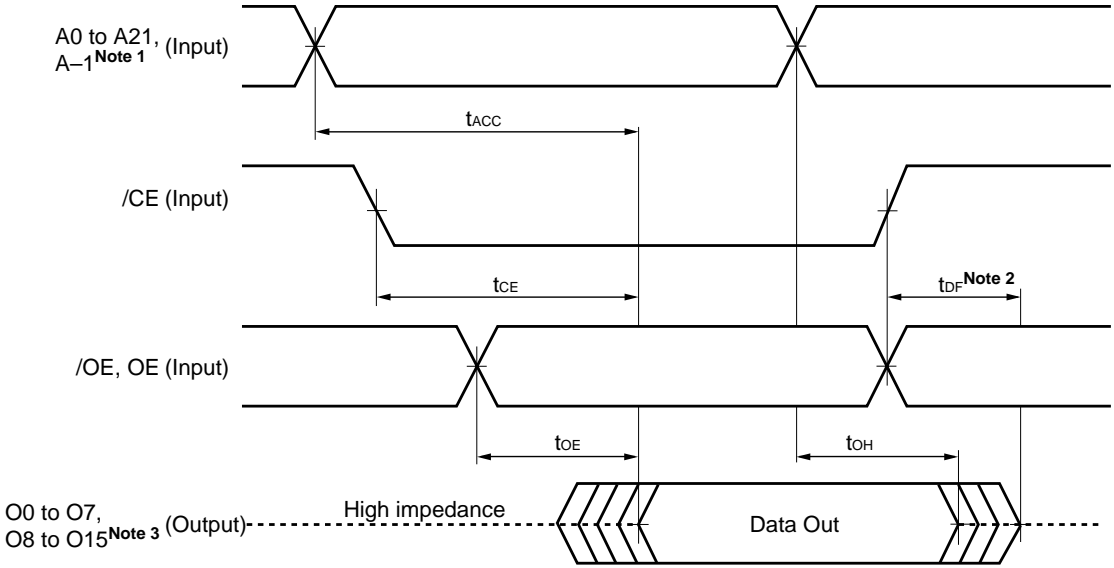 A0 to A21,
A–1Note 1 (Input)
tACC
/CE (Input)
tCE
tDFNote 2
/OE, OE (Input)
tOE
tOH
O0 to O7,
O8 to O15Note 3 (Output)
High impedance
Data Out